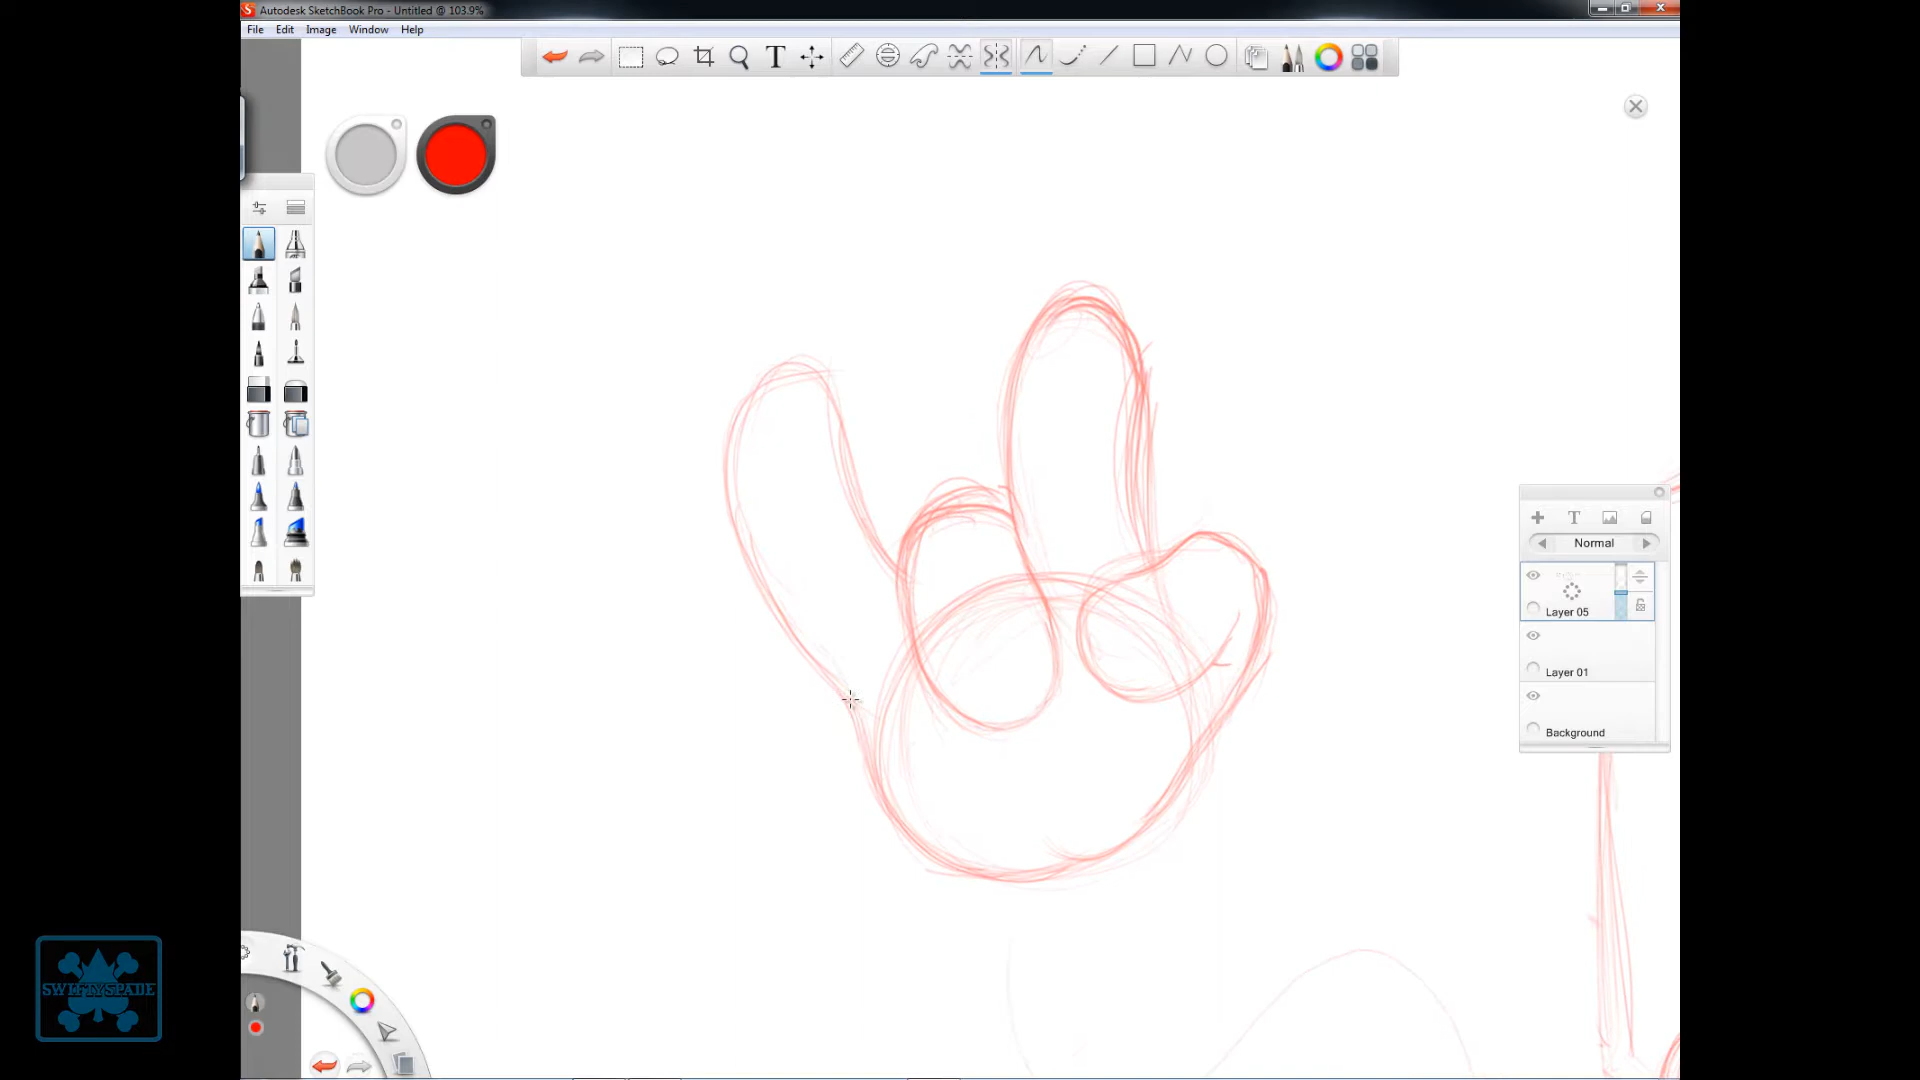 Autodesk SketchBook Pro - Untitled @ 103.9%
File Edit Image Window Help
T
T
Normal
Layer 05
Layer 01
Background
SWIFTYSPADE